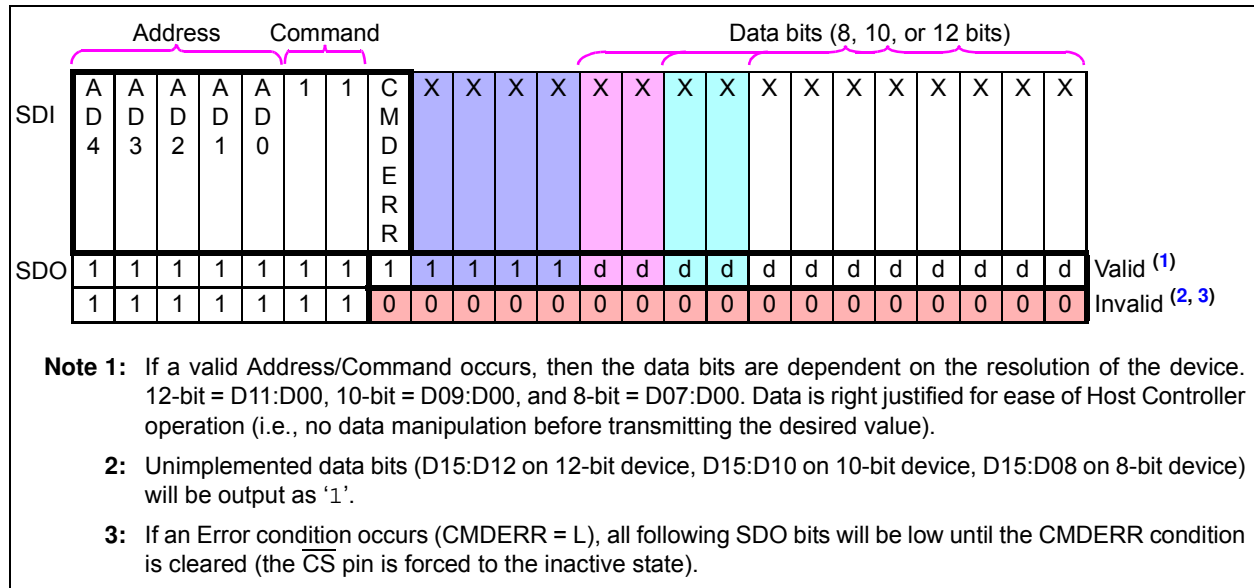 Address Command Data bits (8, 10, or 12 bits)
SDI AD4 AD3 AD2 AD1 AD0 1 1 CMDERR X X X X X X X X X X X X X X X X
SDO 1 1 1 1 1 1 1 1 1 1 1 1 d d d d d d d d d d d d Valid (1)
1 1 1 1 1 1 1 0 0 0 0 0 0 0 0 0 0 0 0 0 0 0 0 0 Invalid (2, 3)
Note 1: If a valid Address/Command occurs, then the data bits are dependent on the resolution of the device.
12-bit = D11:D00, 10-bit = D09:D00, and 8-bit = D07:D00. Data is right justified for ease of Host Controller
operation (i.e., no data manipulation before transmitting the desired value).
2: Unimplemented data bits (D15:D12 on 12-bit device, D15:D10 on 10-bit device, D15:D08 on 8-bit device)
will be output as ‘1’.
3: If an Error condition occurs (CMDERR = L), all following SDO bits will be low until the CMDERR condition
is cleared (the C̅S̅ pin is forced to the inactive state).